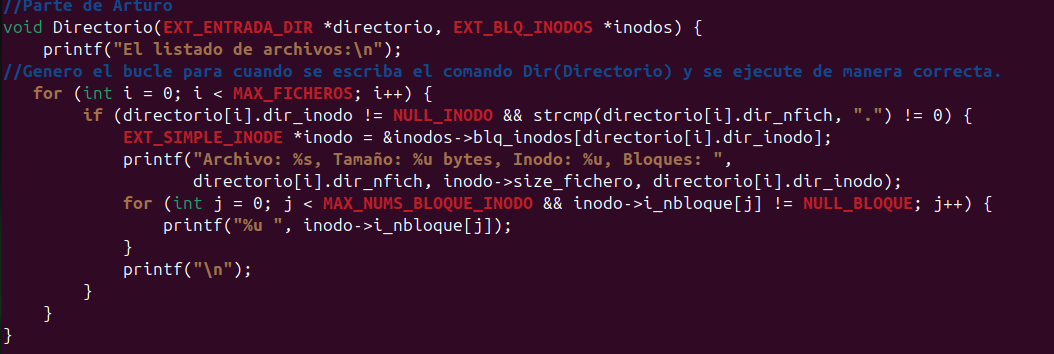 //Parte de Arturo
void Directorio(EXT_ENTRADA_DIR *directorio, EXT_BLQ_INODOS *inodos) {
    printf("El listado de archivos:\n");
//Genero el bucle para cuando se escriba el comando Dir(Directorio) y se ejecute de manera correcta.
   for (int i = 0; i < MAX_FICHEROS; i++) {
        if (directorio[i].dir_inodo != NULL_INODO && strcmp(directorio[i].dir_nfich, ".") != 0) {
            EXT_SIMPLE_INODE *inodo = &inodos->blq_inodos[directorio[i].dir_inodo];
            printf("Archivo: %s, Tamaño: %u bytes, Inodo: %u, Bloques: ",
                   directorio[i].dir_nfich, inodo->size_fichero, directorio[i].dir_inodo);
            for (int j = 0; j < MAX_NUMS_BLOQUE_INODO && inodo->i_nbloque[j] != NULL_BLOQUE; j++) {
                printf("%u ", inodo->i_nbloque[j]);
            }
            printf("\n");
        }
    }
}